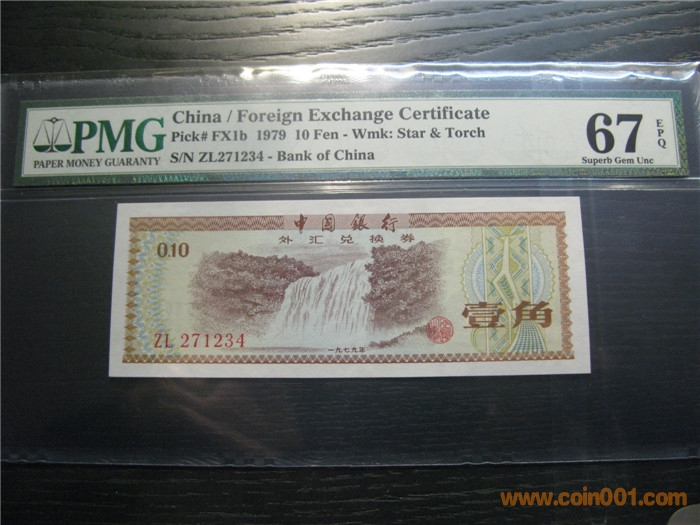 PMG
PAPER MONEY GUARANTY
China / Foreign Exchange Certificate
Pick# FX1b 1979 10 Fen - Wmk: Star & Torch
S/N ZL271234 - Bank of China
67 EPQ
Superb Gem Unc
中国银行
外汇兑换券
0.10
壹角
ZL 271234
一九七九年
www.coin001.com